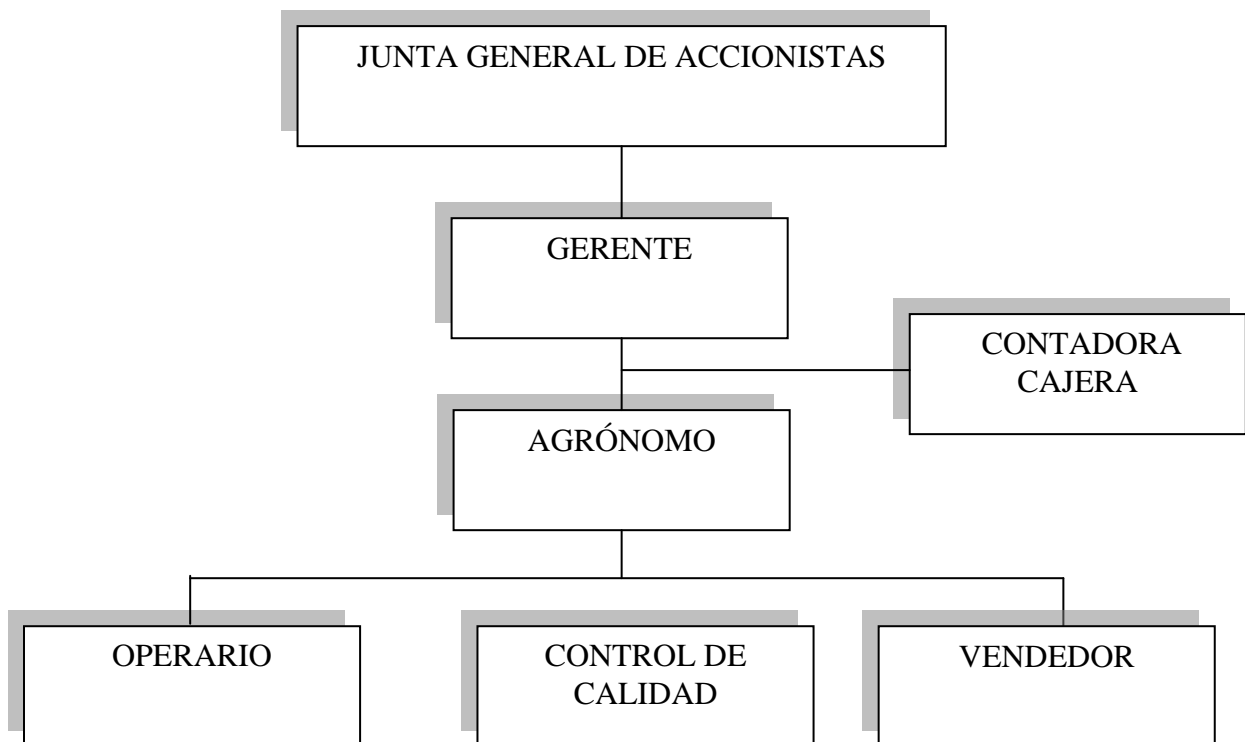 JUNTA GENERAL DE ACCIONISTAS
GERENTE
CONTADORA
CAJERA
AGRÓNOMO
OPERARIO
CONTROL DE
CALIDAD
VENDEDOR